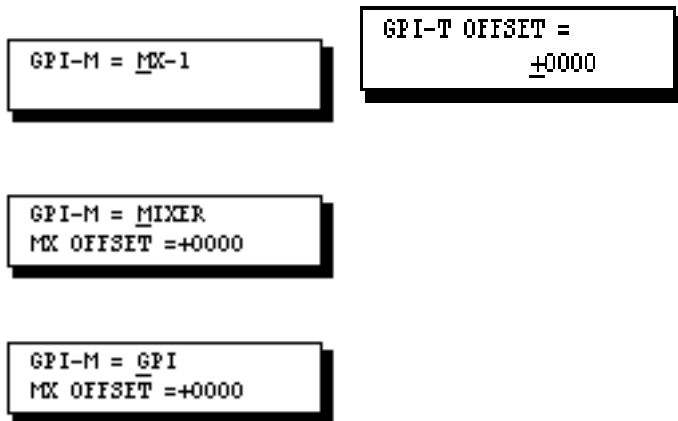 GPI-M = MX-1
GPI-T OFFSET =
+0000
GPI-M = MIXER
MX OFFSET =+0000
GPI-M = GPI
MX OFFSET =+0000